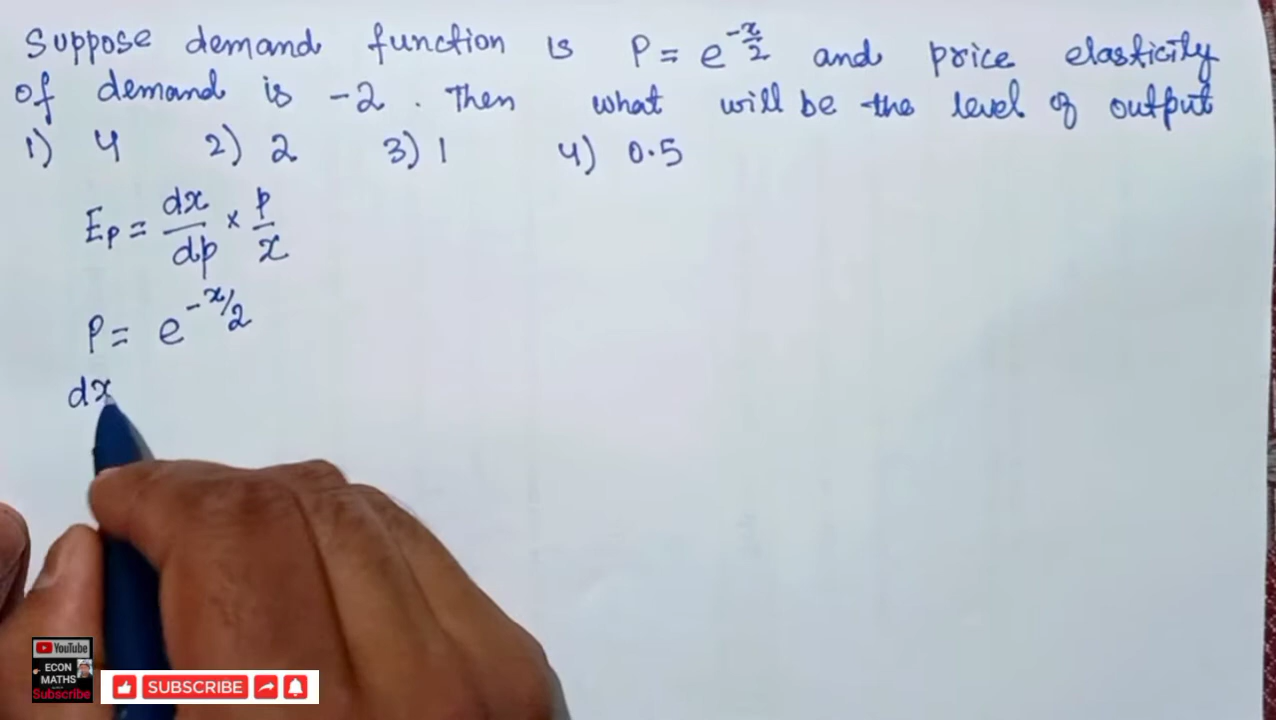 Suppose demand function is P = e^{-x/2} and price elasticity
of demand is -2. Then what will be the level of output
1) 4 2) 2 3) 1 4) 0.5
Ep = dx/dp × p/x
P = e^{-x/2}
dx
YouTube
ECON
MATHS
Subscribe
SUBSCRIBE